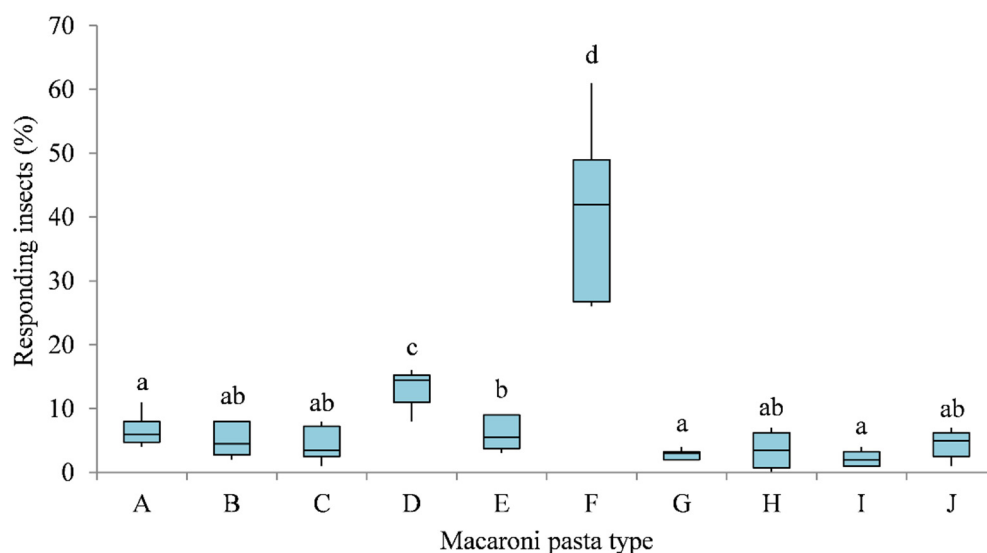 70
60
50
40
30
20
10
0
Responding insects (%)
a
ab
ab
c
b
d
a
ab
a
ab
A B C D E F G H I J
Macaroni pasta type